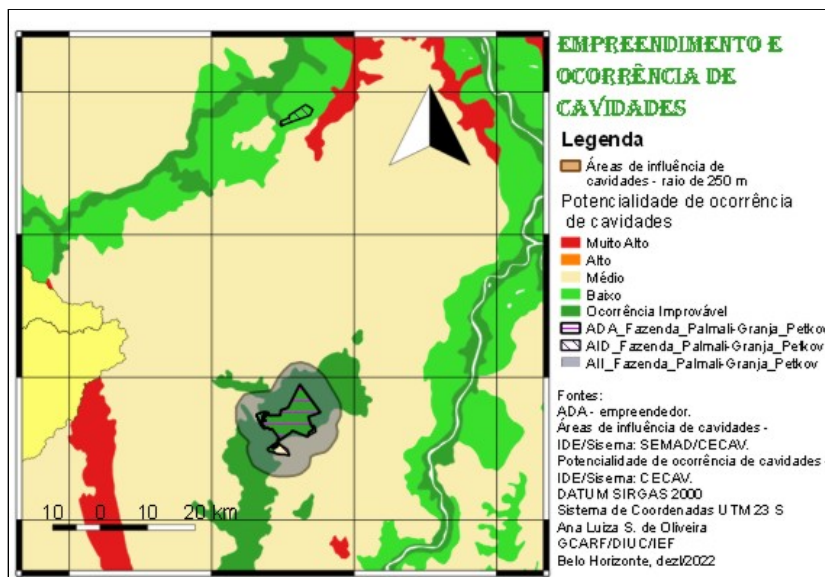 EMPREENDIMENTO E
OCORRÊNCIA DE
CAVIDADES
Legenda
Áreas de influência de
cavidades - raio de 250 m
Potencialidade de ocorrência
de cavidades
Muito Alto
Alto
Médio
Baixo
Ocorrência Improvável
ADA_Fazenda_Palmali-Granja_Petkov
AID_Fazenda_Palmali-Granja_Petkov
AII_Fazenda_Palmali-Granja_Petkov
Fontes:
ADA - empreendedor.
Áreas de influência de cavidades -
IDE/Sisema: SEMAD/CECAV.
Potencialidade de ocorrência de cavidades -
IDE/Sisema: CECAV.
DATUM SIRGAS 2000
Sistema de Coordenadas UTM 23 S
Ana Luiza S. de Oliveira
GCARF/DIUC/IEF
Belo Horizonte, dez/2022
10 0 10 20 km